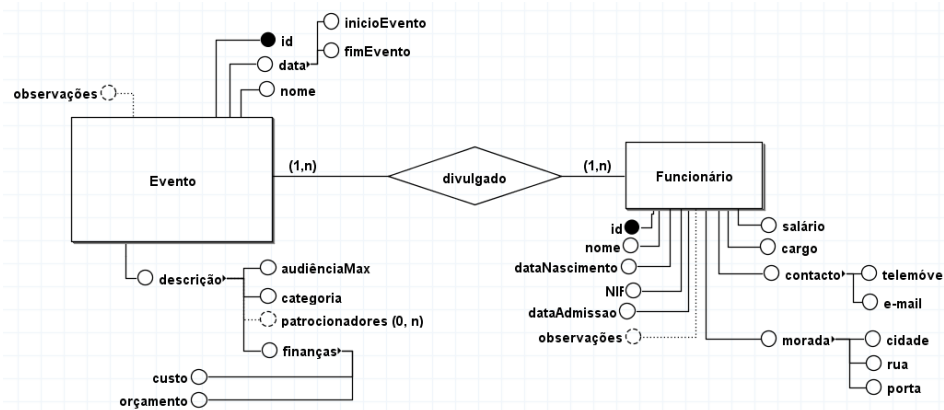 inicioEvento
id
fimEvento
data
observações
nome
Evento
(1,n)
divulgado
(1,n)
Funcionário
id
salário
nome
cargo
dataNascimento
contacto
telemóve
NIF
e-mail
dataAdmissao
observações
morada
cidade
rua
porta
descrição
audiênciaMax
categoria
patrocionadores (0, n)
finanças
custo
orçamento